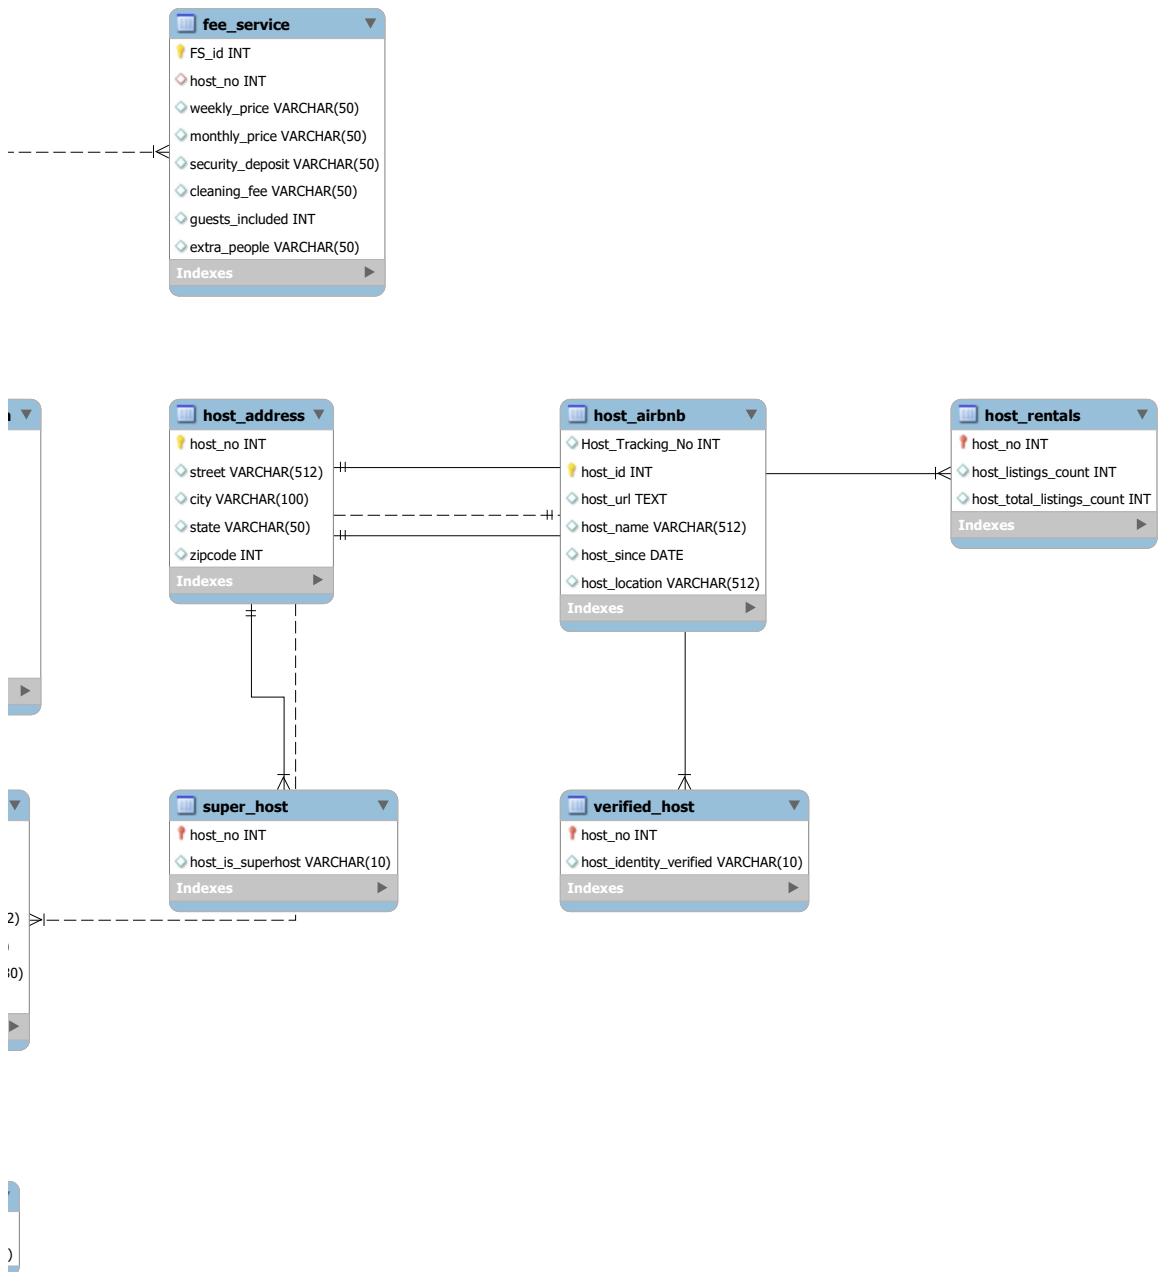 fee_service
FS_id INT
host_no INT
weekly_price VARCHAR(50)
monthly_price VARCHAR(50)
security_deposit VARCHAR(50)
cleaning_fee VARCHAR(50)
guests_included INT
extra_people VARCHAR(50)
Indexes
host_address
host_no INT
street VARCHAR(512)
city VARCHAR(100)
state VARCHAR(50)
zipcode INT
Indexes
host_airbnb
Host_Tracking_No INT
host_id INT
host_url TEXT
host_name VARCHAR(512)
host_since DATE
host_location VARCHAR(512)
Indexes
host_rentals
host_no INT
host_listings_count INT
host_total_listings_count INT
Indexes
2)
)
30)
super_host
host_no INT
host_is_superhost VARCHAR(10)
Indexes
verified_host
host_no INT
host_identity_verified VARCHAR(10)
Indexes
)